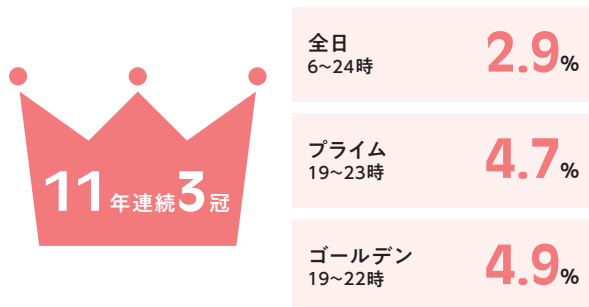 11年連続3冠
全日
6~24時
2.9%
プライム
19~23時
4.7%
ゴールデン
19~22時
4.9%